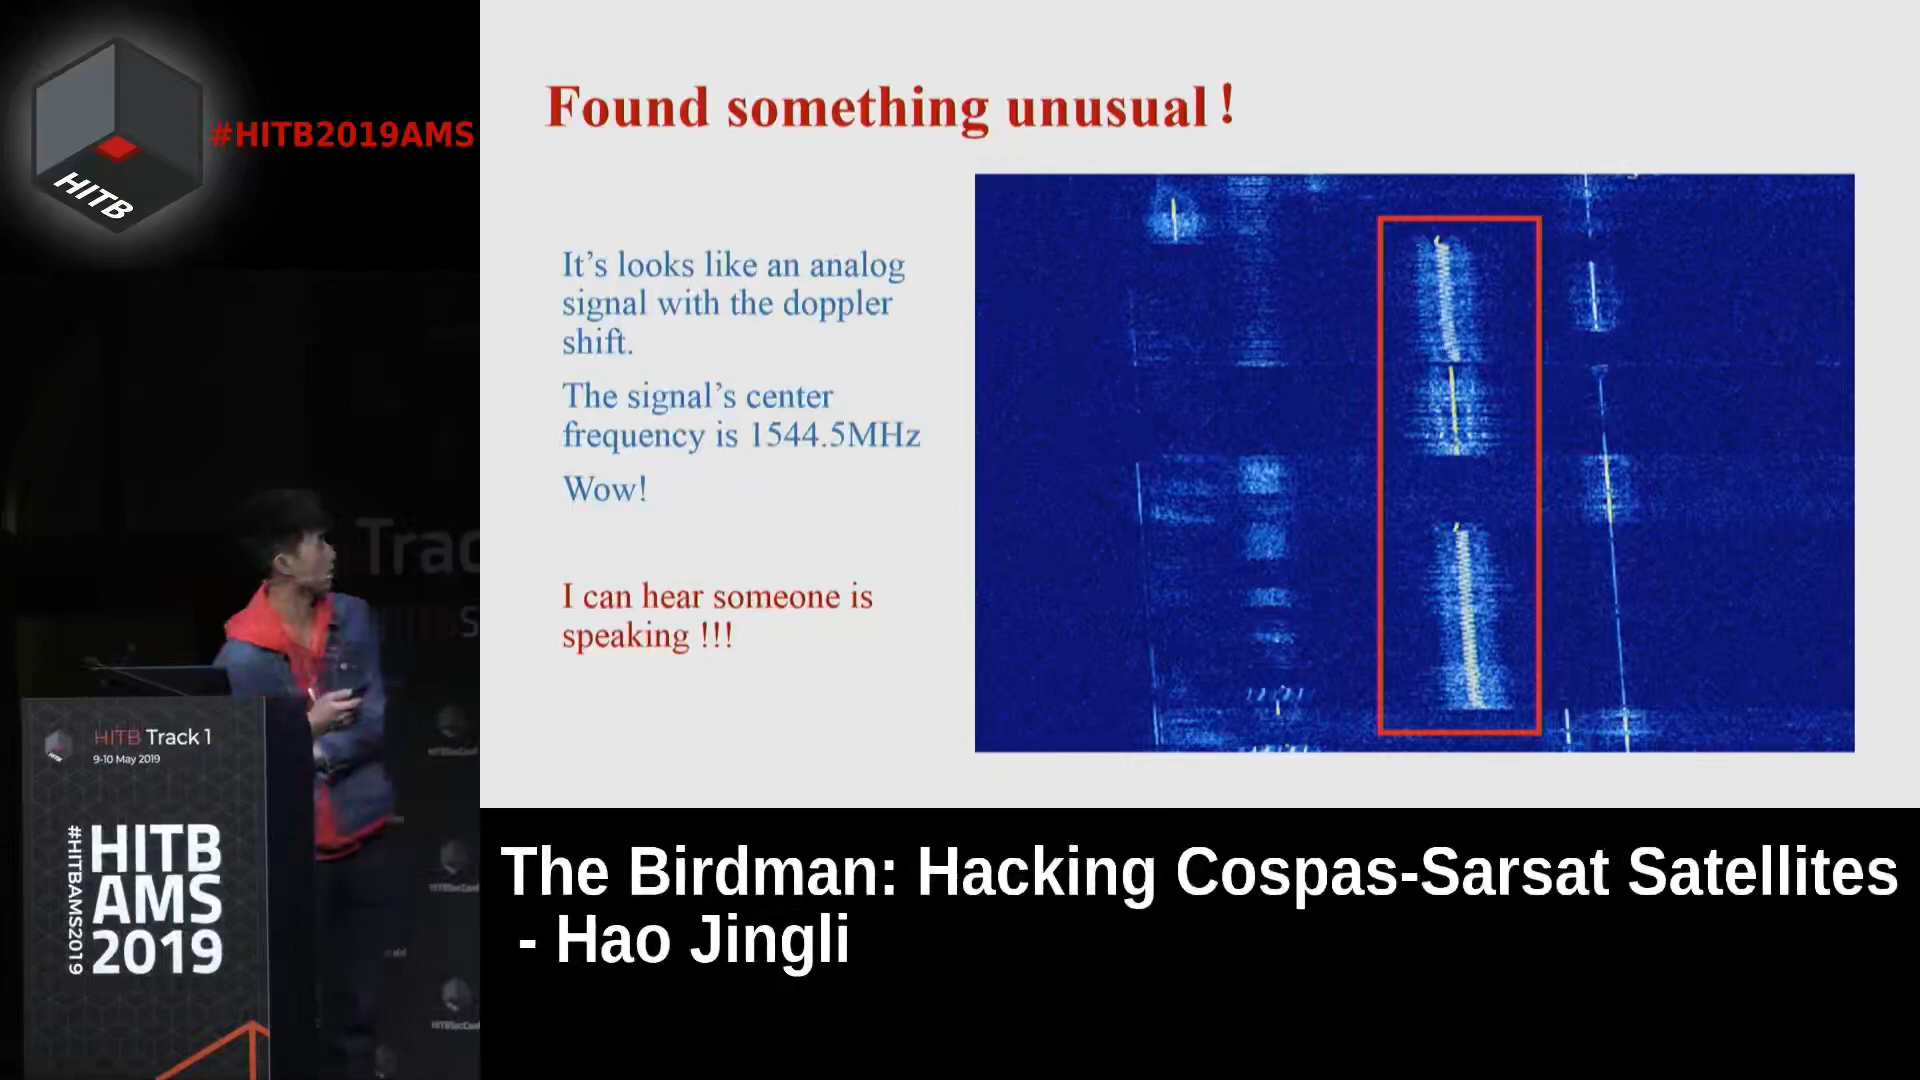 #HITB2019AMS
HITB
Found something unusual!
It's looks like an analog
signal with the doppler
shift.
The signal's center
frequency is 1544.5MHz
Wow!
I can hear someone is
speaking !!!
Trac
HITB Track 1
9-10 May 2019
#HITBAMS2019
HITB
AMS
2019
The Birdman: Hacking Cospas-Sarsat Satellites
- Hao Jingli